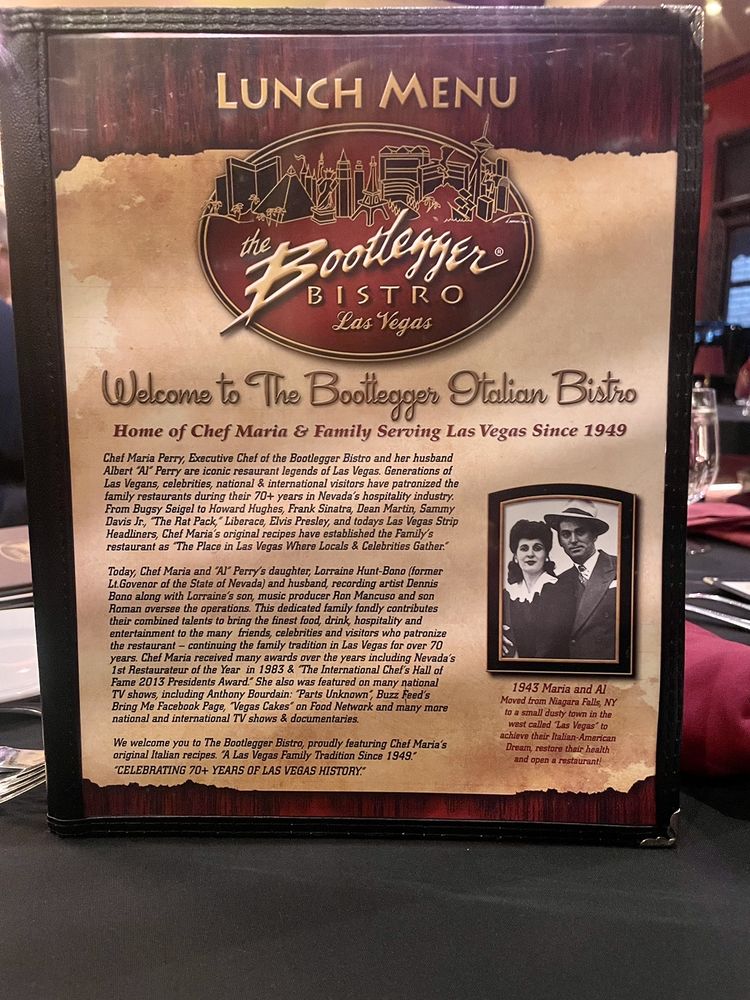 LUNCH MENU
the
Bootlegger®
BISTRO
Las Vegas
Welcome to The Bootlegger Italian Bistro
Home of Chef Maria & Family Serving Las Vegas Since 1949
Chef Maria Perry, Executive Chef of the Bootlegger Bistro and her husband
Albert "Al" Perry are iconic resaurant legends of Las Vegas. Generations of
Las Vegans, celebrities, national & international visitors have patronized the
family restaurants during their 70+ years in Nevada's hospitality industry.
From Bugsy Seigel to Howard Hughes, Frank Sinatra, Dean Martin, Sammy
Davis Jr., "The Rat Pack," Liberace, Elvis Presley, and todays Las Vegas Strip
Headliners, Chef Maria's original recipes have established the Family's
restaurant as "The Place in Las Vegas Where Locals & Celebrities Gather."
Today, Chef Maria and "Al" Perry's daughter, Lorraine Hunt-Bono (former
Lt.Govenor of the State of Nevada) and husband, recording artist Dennis
Bono along with Lorraine's son, music producer Ron Mancuso and son
Roman oversee the operations. This dedicated family fondly contributes
their combined talents to bring the finest food, drink, hospitality and
entertainment to the many friends, celebrities and visitors who patronize
the restaurant – continuing the family tradition in Las Vegas for over 70
years. Chef Maria received many awards over the years including Nevada's
1st Restaurateur of the Year in 1983 & "The International Chef's Hall of
Fame 2013 Presidents Award." She also was featured on many national
TV shows, including Anthony Bourdain: "Parts Unknown", Buzz Feed's
Bring Me Facebook Page, "Vegas Cakes" on Food Network and many more
national and international TV shows & documentaries.
We welcome you to The Bootlegger Bistro, proudly featuring Chef Maria's
original Italian recipes. "A Las Vegas Family Tradition Since 1949."
"CELEBRATING 70+ YEARS OF LAS VEGAS HISTORY."
1943 Maria and Al
Moved from Niagara Falls, NY
to a small dusty town in the
west called "Las Vegas" to
achieve their Italian-American
Dream, restore their health
and open a restaurant!